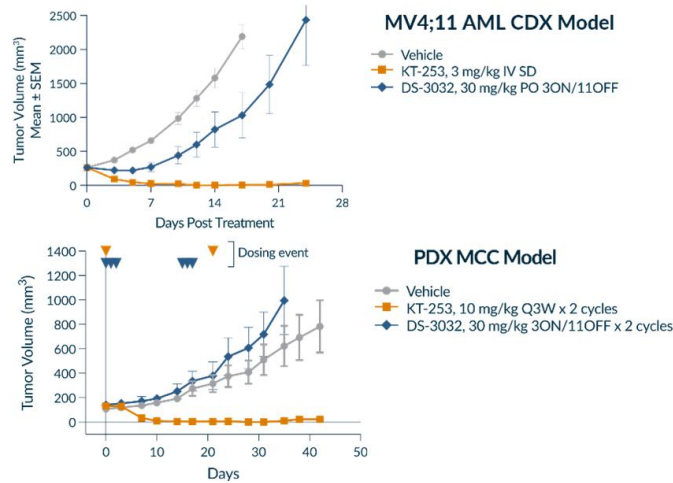 MV4;11 AML CDX Model
Vehicle
KT-253, 3 mg/kg IV SD
DS-3032, 30 mg/kg PO 3ON/11OFF
Tumor Volume (mm³)
Mean ± SEM
2500
2000
1500
1000
500
0
0 7 14 21 28
Days Post Treatment
PDX MCC Model
Dosing event
Vehicle
KT-253, 10 mg/kg Q3W x 2 cycles
DS-3032, 30 mg/kg 3ON/11OFF x 2 cycles
Tumor Volume (mm³)
1400
1200
1000
800
600
400
200
0
0 10 20 30 40 50
Days